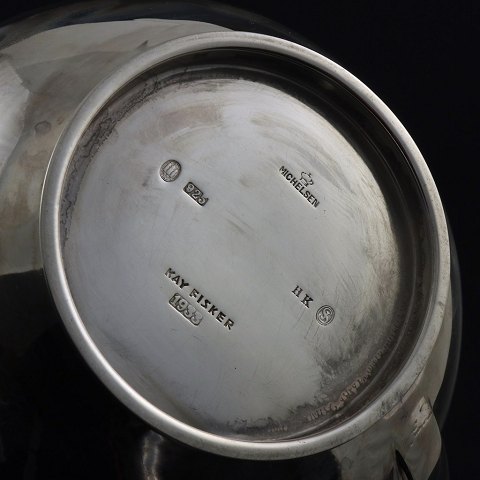 MICHELSEN
925
KAY FISKER
1933
HK